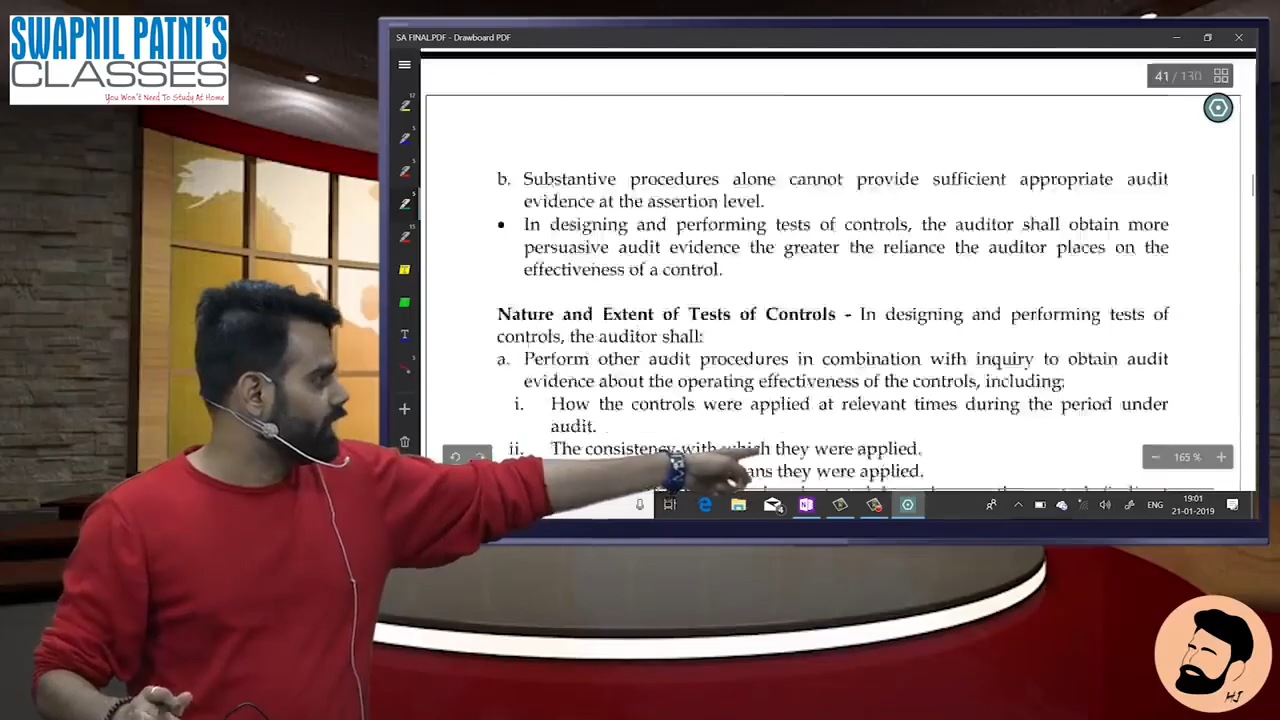 SWAPNIL PATNI'S
CLASSES
You Won't Need To Study At Home
SA FINAL.PDF - Drawboard PDF
41 / 130
b. Substantive procedures alone cannot provide sufficient appropriate audit
evidence at the assertion level.
• In designing and performing tests of controls, the auditor shall obtain more
persuasive audit evidence the greater the reliance the auditor places on the
effectiveness of a control.
Nature and Extent of Tests of Controls - In designing and performing tests of
controls, the auditor shall:
a. Perform other audit procedures in combination with inquiry to obtain audit
evidence about the operating effectiveness of the controls, including:
i. How the controls were applied at relevant times during the period under
audit.
ii. The consistency with which they were applied.
they were applied.
165 %
ENG
19:01
21-01-2019
HJ